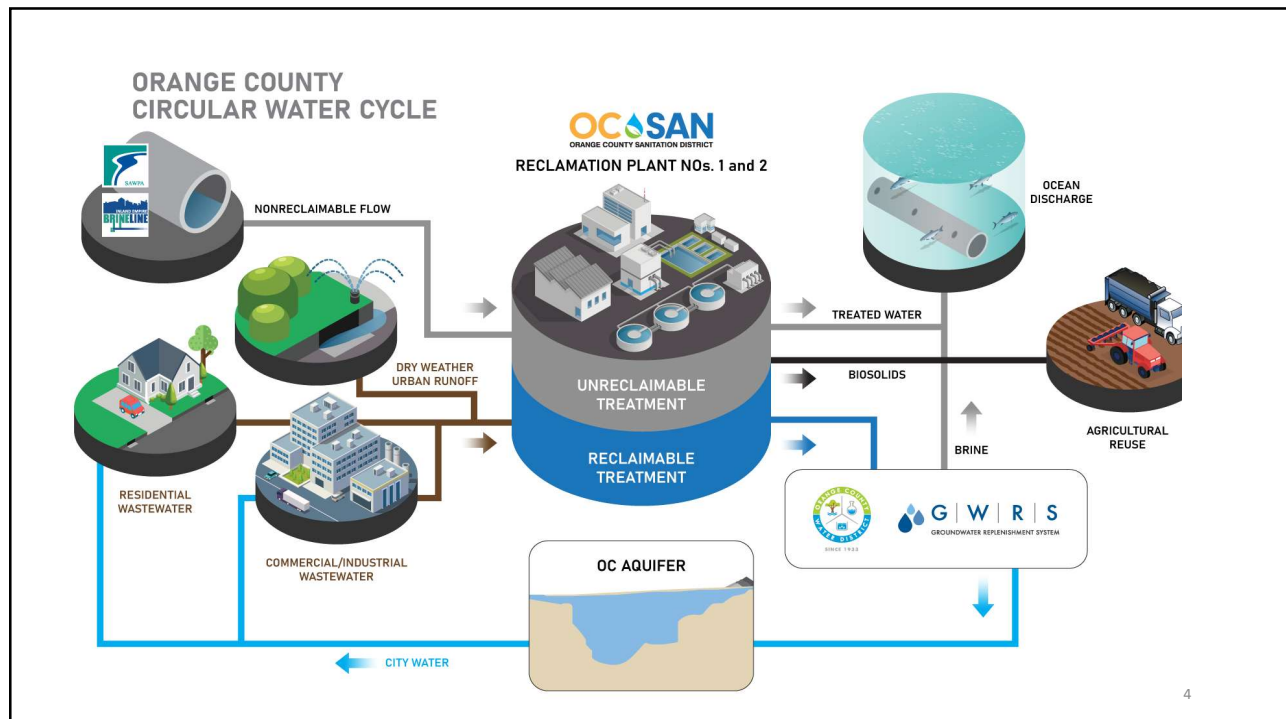 ORANGE COUNTY
CIRCULAR WATER CYCLE
SAWPA
INLAND EMPIRE
BRINELINE
NONRECLAIMABLE FLOW
OC SAN
ORANGE COUNTY SANITATION DISTRICT
RECLAMATION PLANT NOs. 1 and 2
OCEAN
DISCHARGE
DRY WEATHER
URBAN RUNOFF
TREATED WATER
BIOSOLIDS
UNRECLAIMABLE
TREATMENT
RECLAIMABLE
TREATMENT
AGRICULTURAL
REUSE
BRINE
RESIDENTIAL
WASTEWATER
COMMERCIAL/INDUSTRIAL
WASTEWATER
ORANGE COUNTY
WATER DISTRICT
SINCE 1933
G | W | R | S
GROUNDWATER REPLENISHMENT SYSTEM
OC AQUIFER
CITY WATER
4